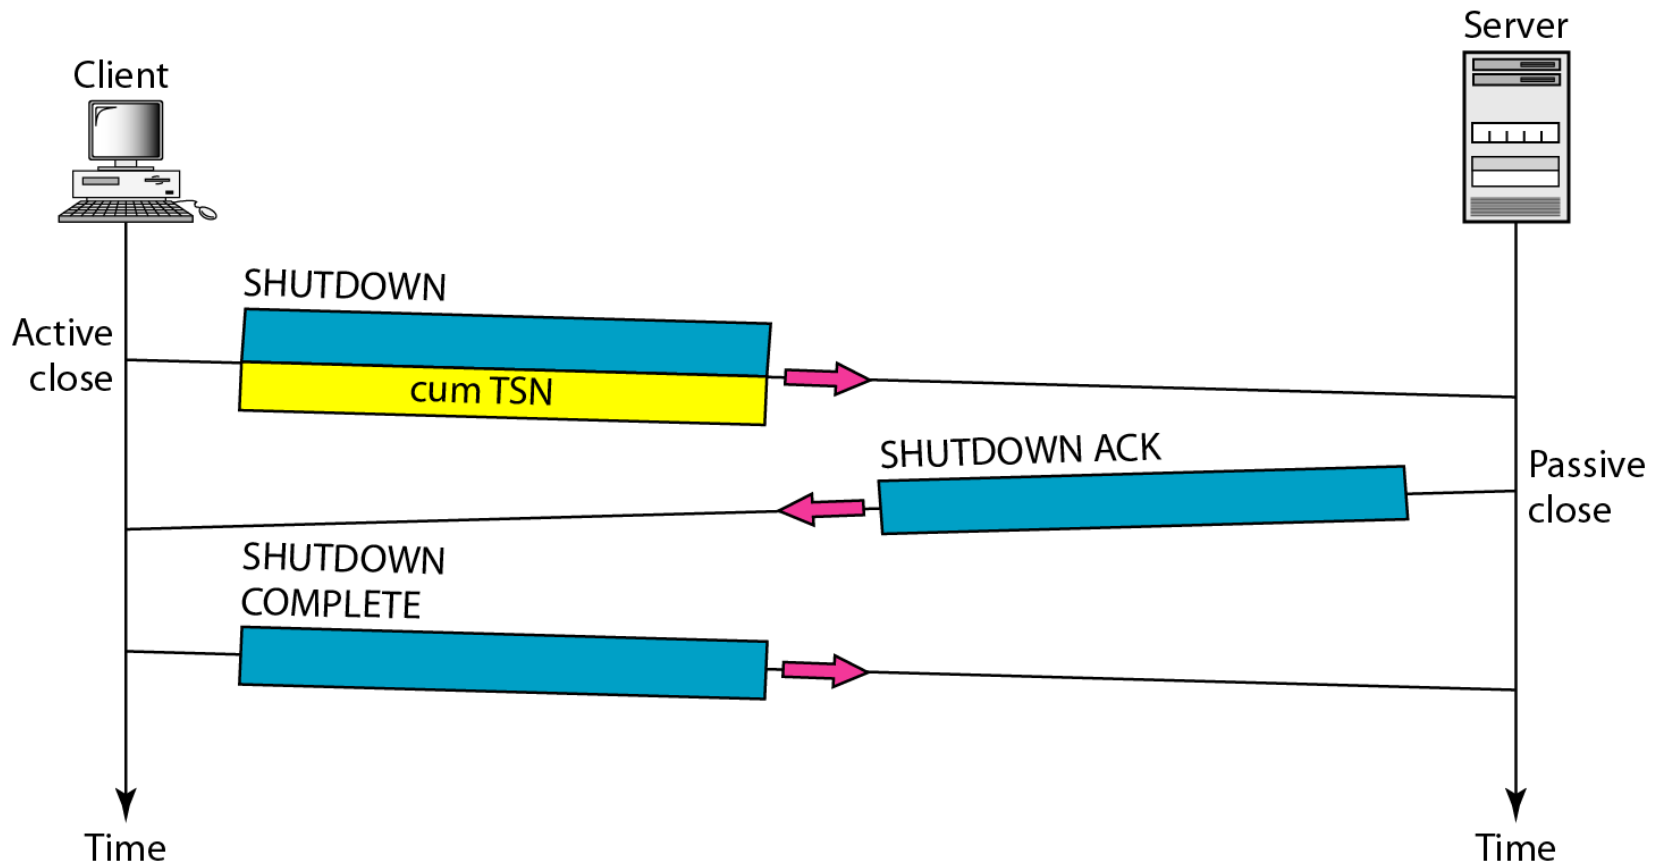 Server
Client
SHUTDOWN
Active
close
cum TSN
SHUTDOWN ACK
Passive
close
SHUTDOWN
COMPLETE
Time
Time